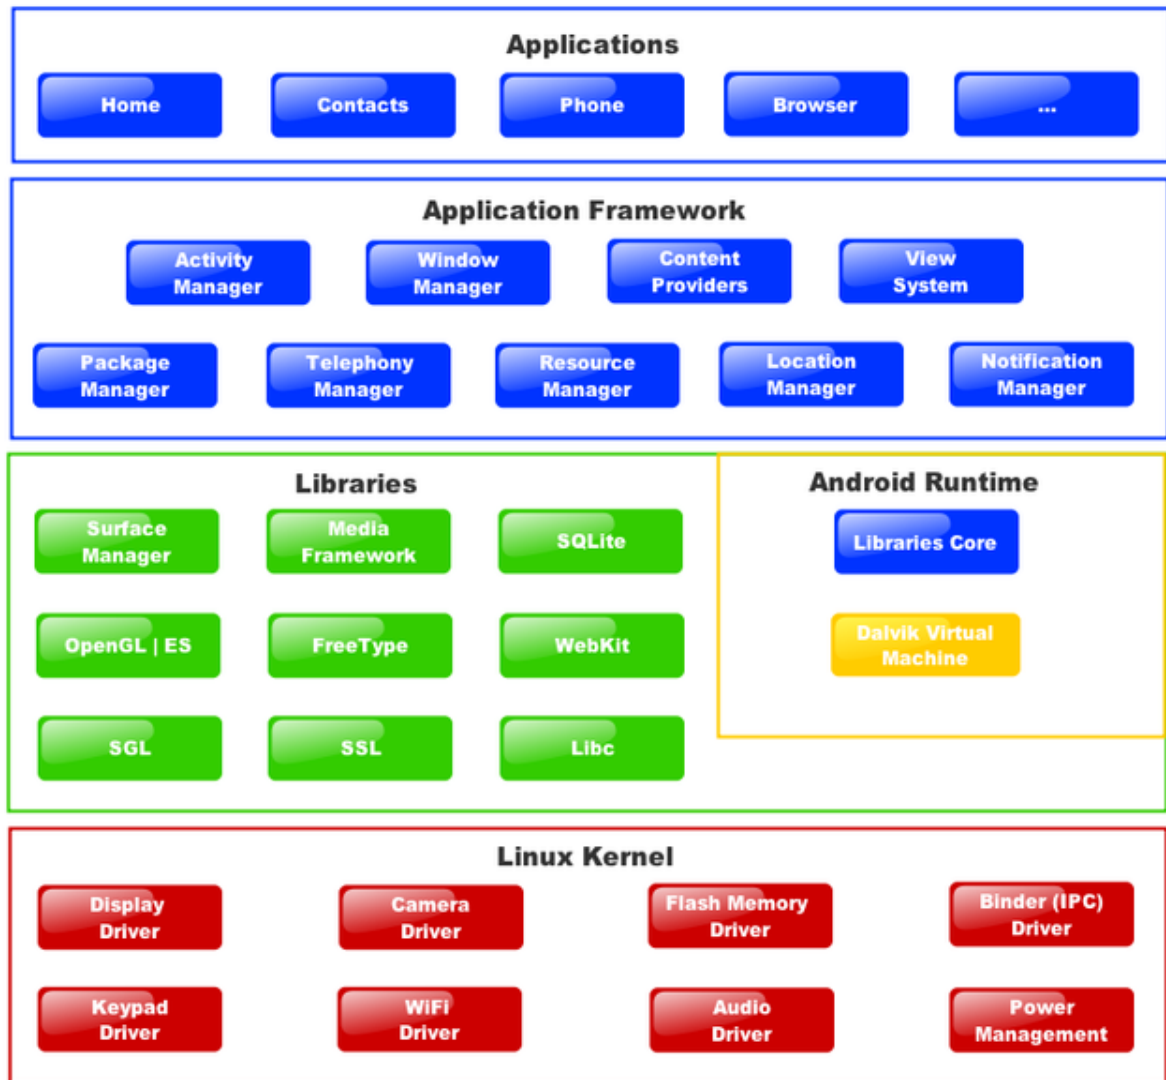 Applications
Home
Contacts
Phone
Browser
...
Application Framework
Activity
Manager
Window
Manager
Content
Providers
View
System
Package
Manager
Telephony
Manager
Resource
Manager
Location
Manager
Notification
Manager
Libraries
Surface
Manager
Media
Framework
SQLite
OpenGL | ES
FreeType
WebKit
SGL
SSL
Libc
Android Runtime
Libraries Core
Dalvik Virtual
Machine
Linux Kernel
Display
Driver
Camera
Driver
Flash Memory
Driver
Binder (IPC)
Driver
Keypad
Driver
WiFi
Driver
Audio
Driver
Power
Management